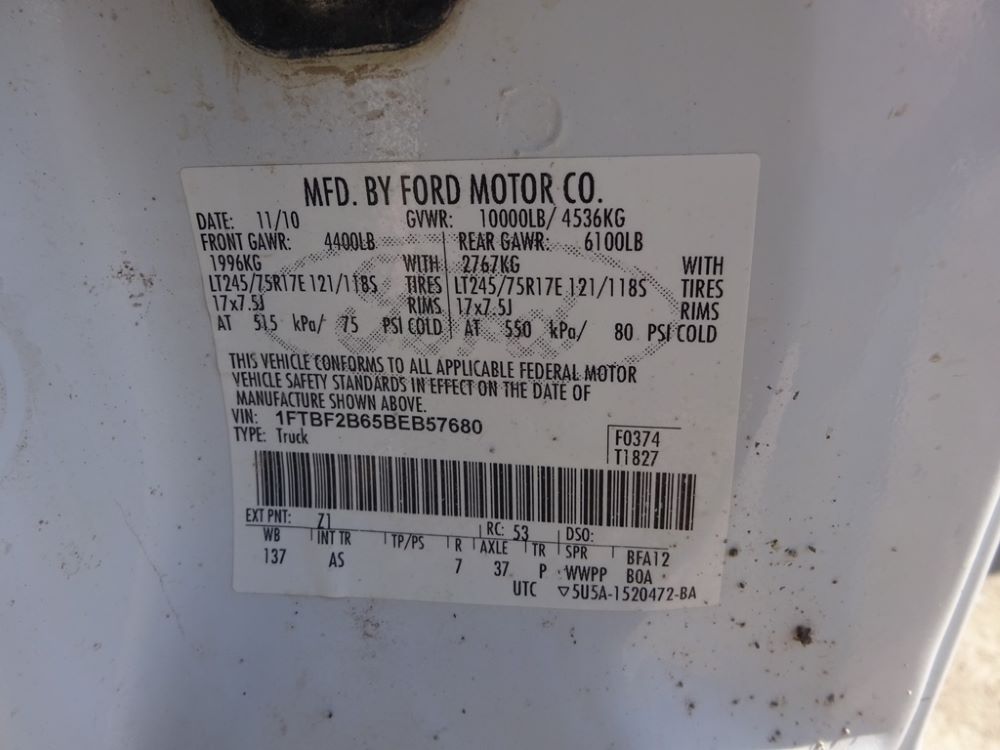 MFD. BY FORD MOTOR CO.
DATE: 11/10 GVWR: 10000LB/ 4536KG
FRONT GAWR: 4400LB REAR GAWR: 6100LB
1996KG WITH 2767KG WITH
LT245/75R17E 121/118S TIRES LT245/75R17E 121/118S TIRES
17x7.5J RIMS 17x7.5J RIMS
AT 515 kPa/ 75 PSI COLD AT 550 kPa/ 80 PSI COLD
THIS VEHICLE CONFORMS TO ALL APPLICABLE FEDERAL MOTOR
VEHICLE SAFETY STANDARDS IN EFFECT ON THE DATE OF
MANUFACTURE SHOWN ABOVE.
VIN: 1FTBF2B65BEB57680
TYPE: Truck
F0374
T1827
EXT PNT: Z1 RC: 53 DSO:
WB INT TR TP/PS R AXLE TR SPR BFA12
137 AS 7 37 P WWPP BOA
UTC ▽5U5A-1520472-BA